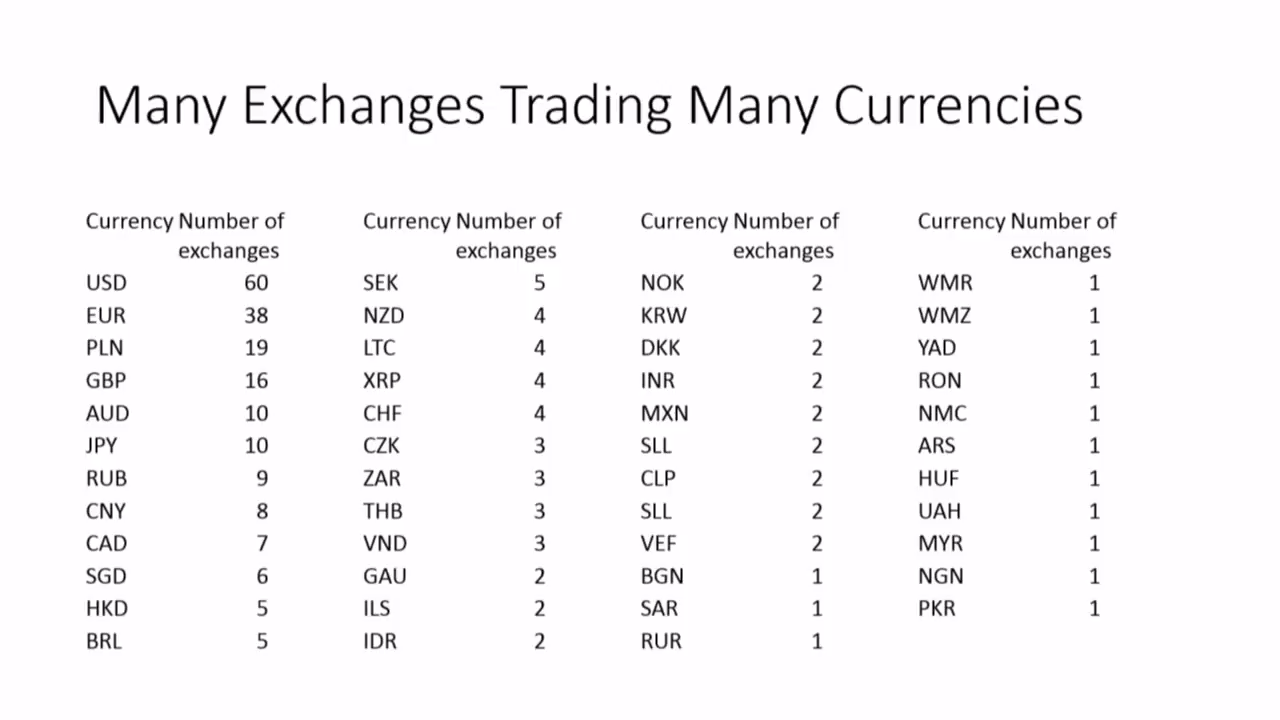 Many Exchanges Trading Many Currencies
Currency Number of exchanges
USD 60
EUR 38
PLN 19
GBP 16
AUD 10
JPY 10
RUB 9
CNY 8
CAD 7
SGD 6
HKD 5
BRL 5
Currency Number of exchanges
SEK 5
NZD 4
LTC 4
XRP 4
CHF 4
CZK 3
ZAR 3
THB 3
VND 3
GAU 2
ILS 2
IDR 2
Currency Number of exchanges
NOK 2
KRW 2
DKK 2
INR 2
MXN 2
SLL 2
CLP 2
SLL 2
VEF 2
BGN 1
SAR 1
RUR 1
Currency Number of exchanges
WMR 1
WMZ 1
YAD 1
RON 1
NMC 1
ARS 1
HUF 1
UAH 1
MYR 1
NGN 1
PKR 1